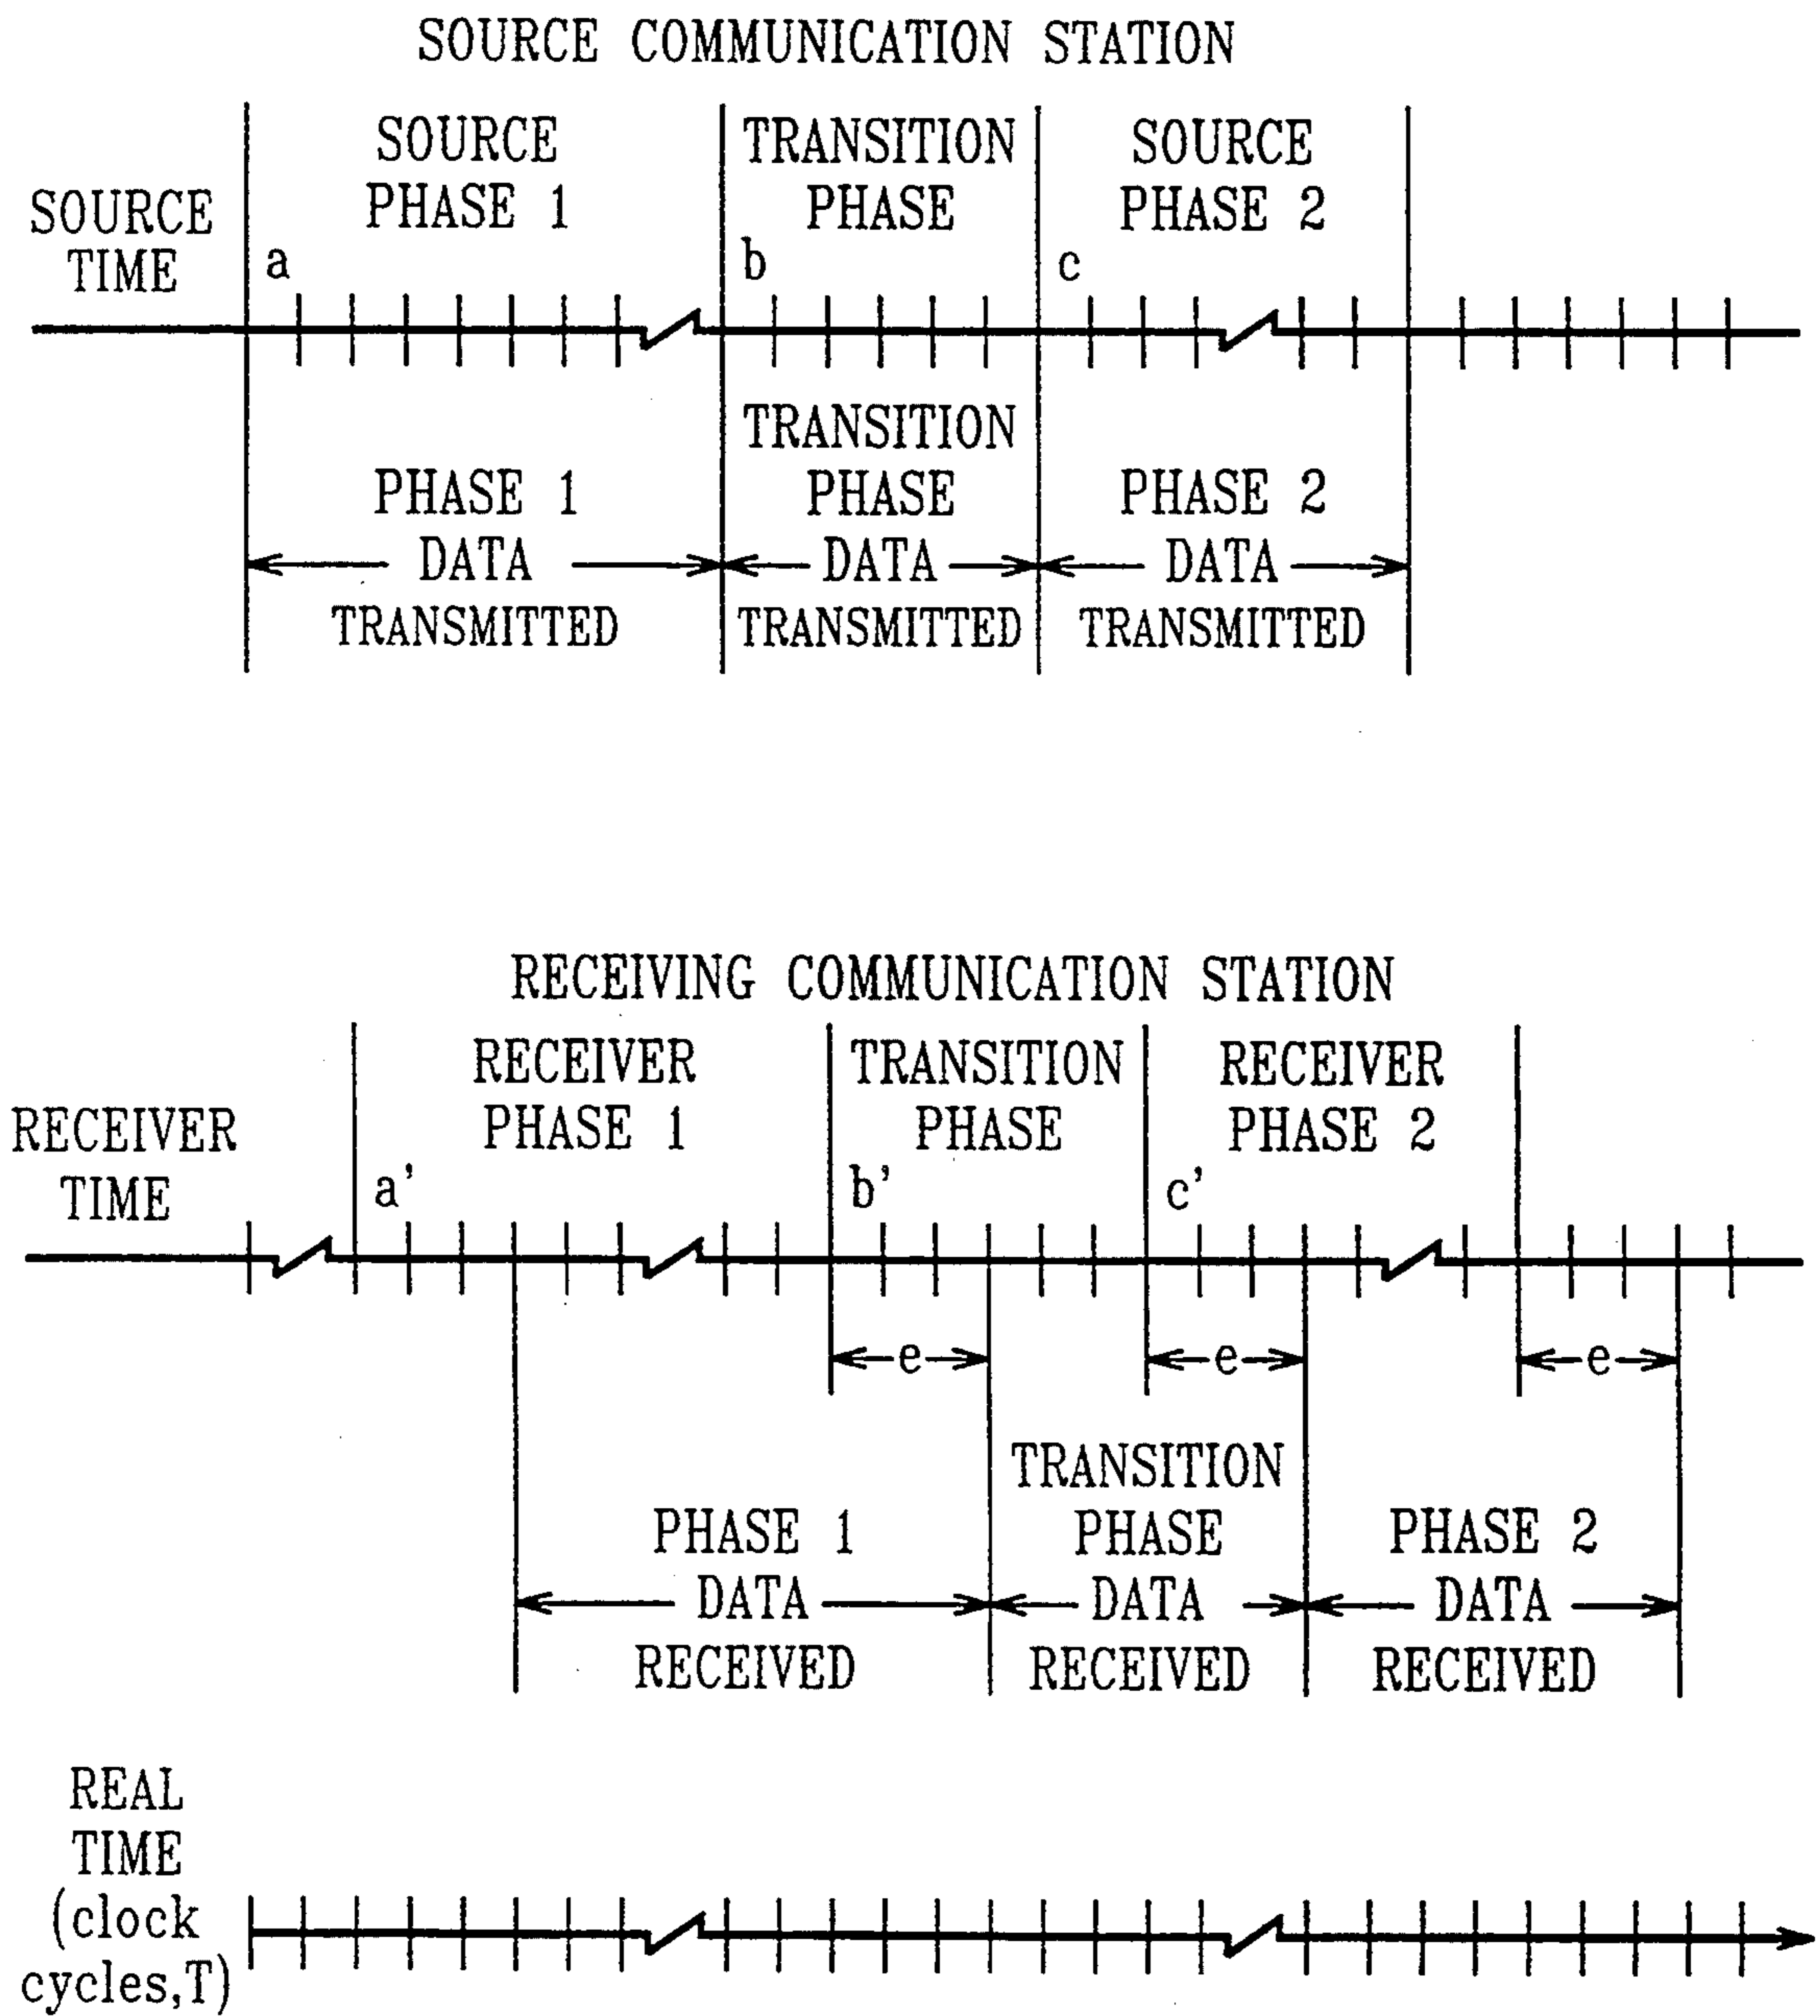 SOURCE COMMUNICATION STATION
SOURCE
PHASE 1
TRANSITION
PHASE
SOURCE
PHASE 2
SOURCE
TIME
a
b
c
PHASE 1
DATA
TRANSMITTED
TRANSITION
PHASE
DATA
TRANSMITTED
PHASE 2
DATA
TRANSMITTED
RECEIVING COMMUNICATION STATION
RECEIVER
PHASE 1
TRANSITION
PHASE
RECEIVER
PHASE 2
RECEIVER
TIME
a'
b'
c'
e
e
e
PHASE 1
DATA
RECEIVED
TRANSITION
PHASE
DATA
RECEIVED
PHASE 2
DATA
RECEIVED
REAL
TIME
(clock
cycles,T)